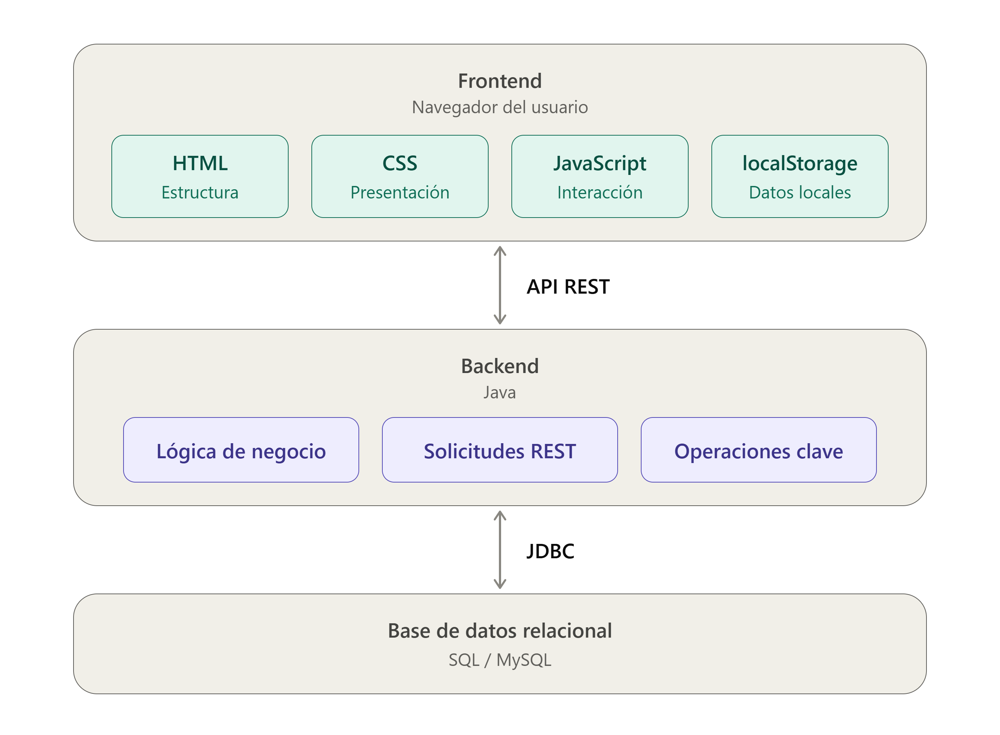 Frontend
Navegador del usuario
HTML
Estructura
CSS
Presentación
JavaScript
Interacción
localStorage
Datos locales
API REST
Backend
Java
Lógica de negocio
Solicitudes REST
Operaciones clave
JDBC
Base de datos relacional
SQL / MySQL